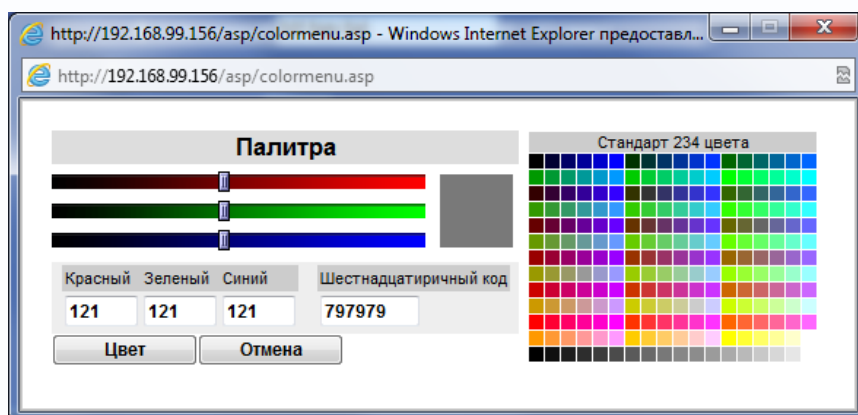 http://192.168.99.156/asp/colormenu.asp - Windows Internet Explorer предоставл...
http://192.168.99.156/asp/colormenu.asp
Палитра
Стандарт 234 цвета
Красный Зеленый Синий Шестнадцатиричный код
121 121 121 797979
Цвет Отмена